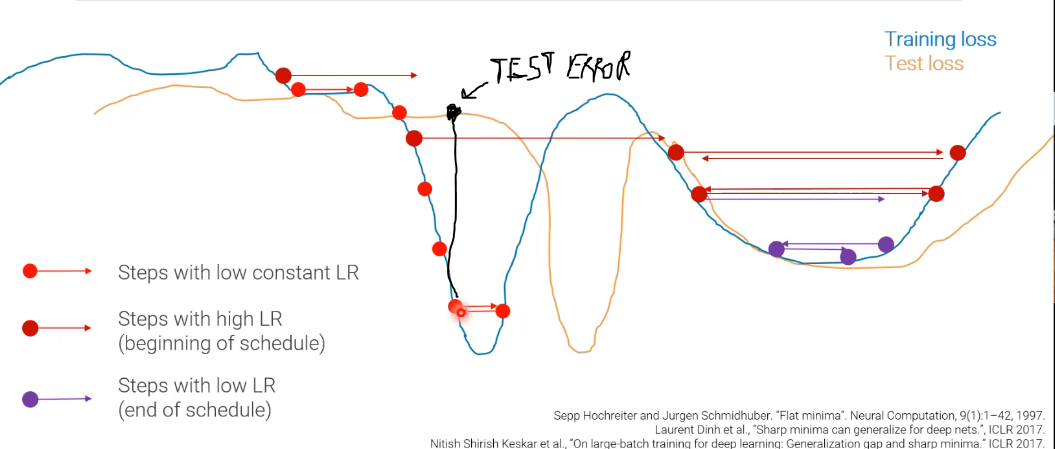 Training loss
Test loss
TEST ERROR
Steps with low constant LR
Steps with high LR
(beginning of schedule)
Steps with low LR
(end of schedule)
Sepp Hochreiter and Jurgen Schmidhuber. “Flat minima”. Neural Computation, 9(1):1–42, 1997.
Laurent Dinh et al., “Sharp minima can generalize for deep nets.”, ICLR 2017.
Nitish Shirish Keskar et al., “On large-batch training for deep learning: Generalization gap and sharp minima.” ICLR 2017.